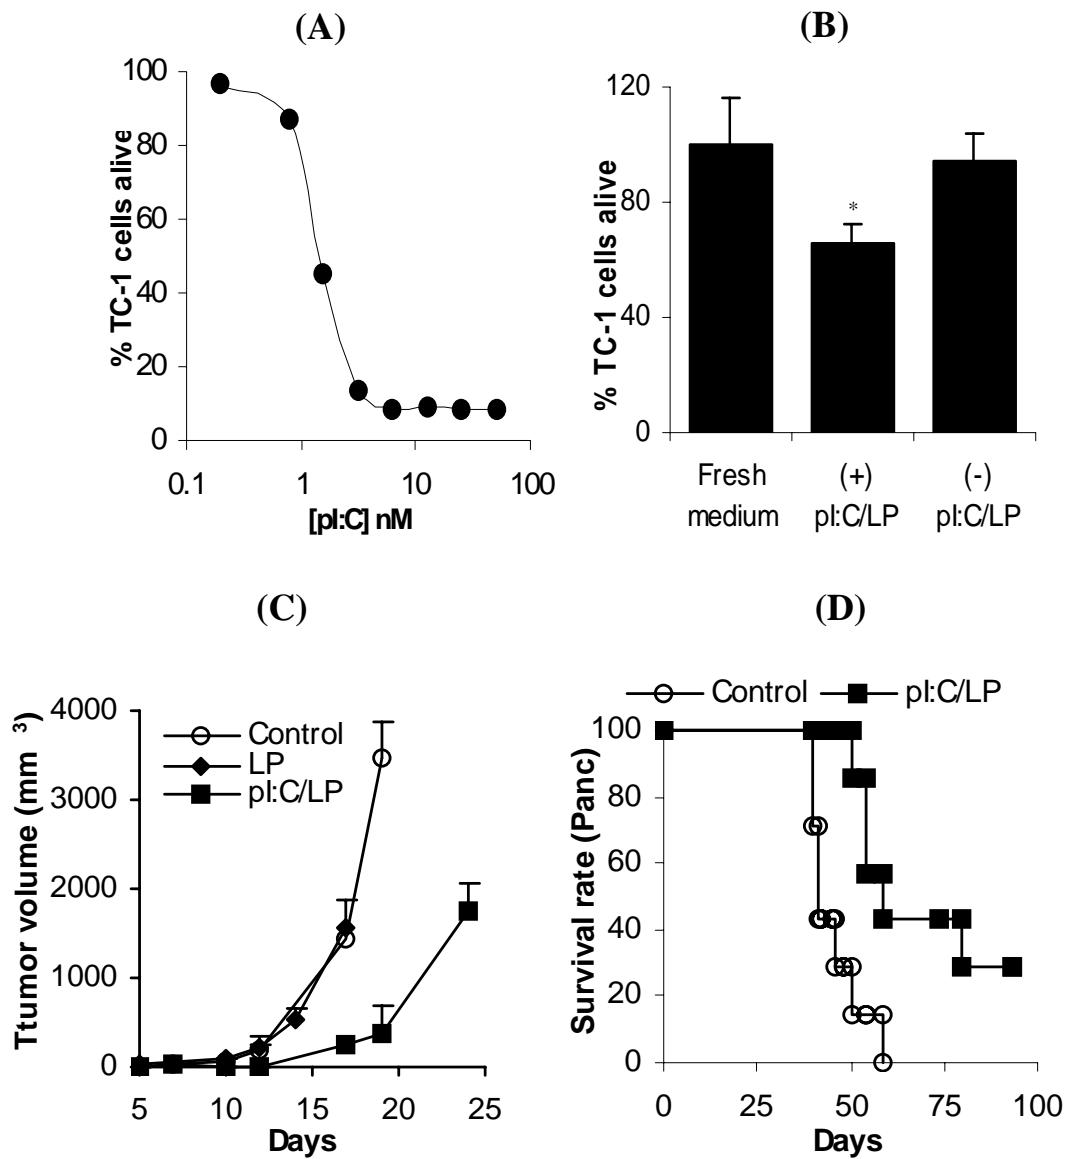 (A)
% TC-1 cells alive
100
80
60
40
20
0
0.1 1 10 100
[pI:C] nM
(B)
% TC-1 cells alive
120
80
40
0
*
Fresh medium
(+) pI:C/LP
(-) pI:C/LP
(C)
Ttumor volume (mm 3)
4000
3000
2000
1000
0
Control
LP
pI:C/LP
5 10 15 20 25
Days
(D)
Control pI:C/LP
Survival rate (Panc)
100
80
60
40
20
0
0 25 50 75 100
Days